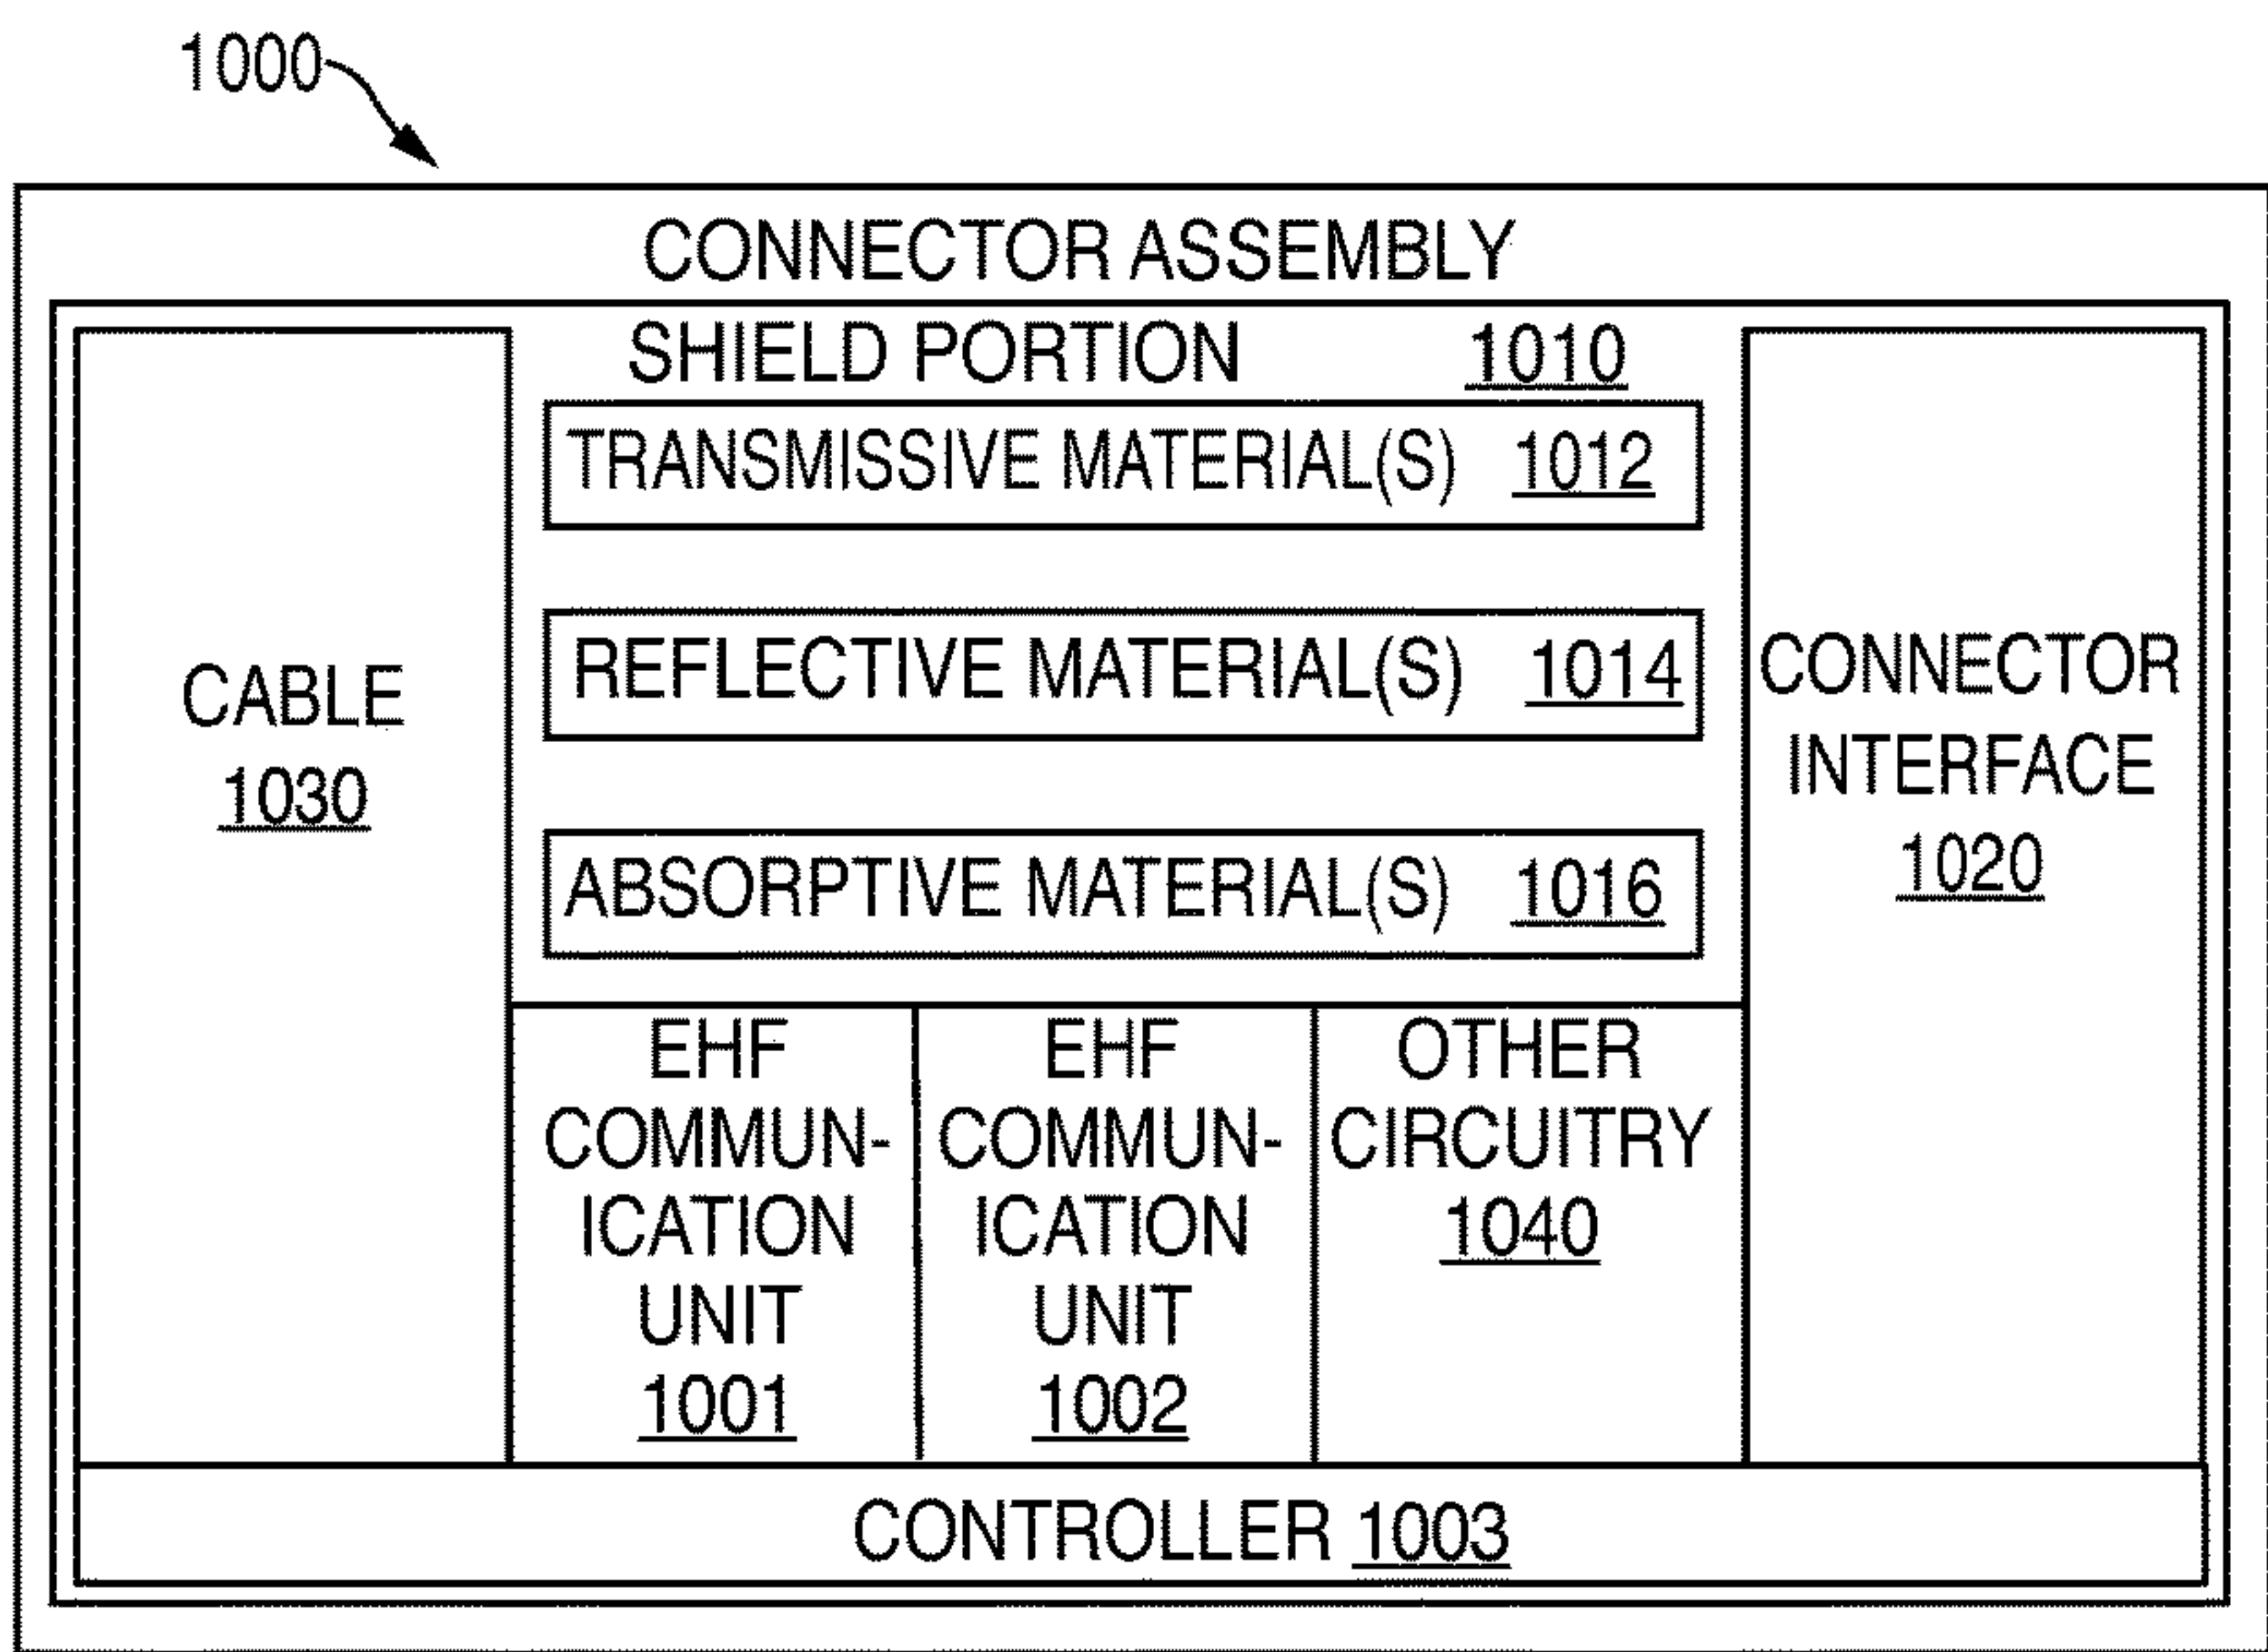 1000
CONNECTOR ASSEMBLY
SHIELD PORTION 1010
TRANSMISSIVE MATERIAL(S) 1012
REFLECTIVE MATERIAL(S) 1014
ABSORPTIVE MATERIAL(S) 1016
CABLE
1030
CONNECTOR
INTERFACE
1020
EHF
COMMUN-
ICATION
UNIT
1001
EHF
COMMUN-
ICATION
UNIT
1002
OTHER
CIRCUITRY
1040
CONTROLLER 1003